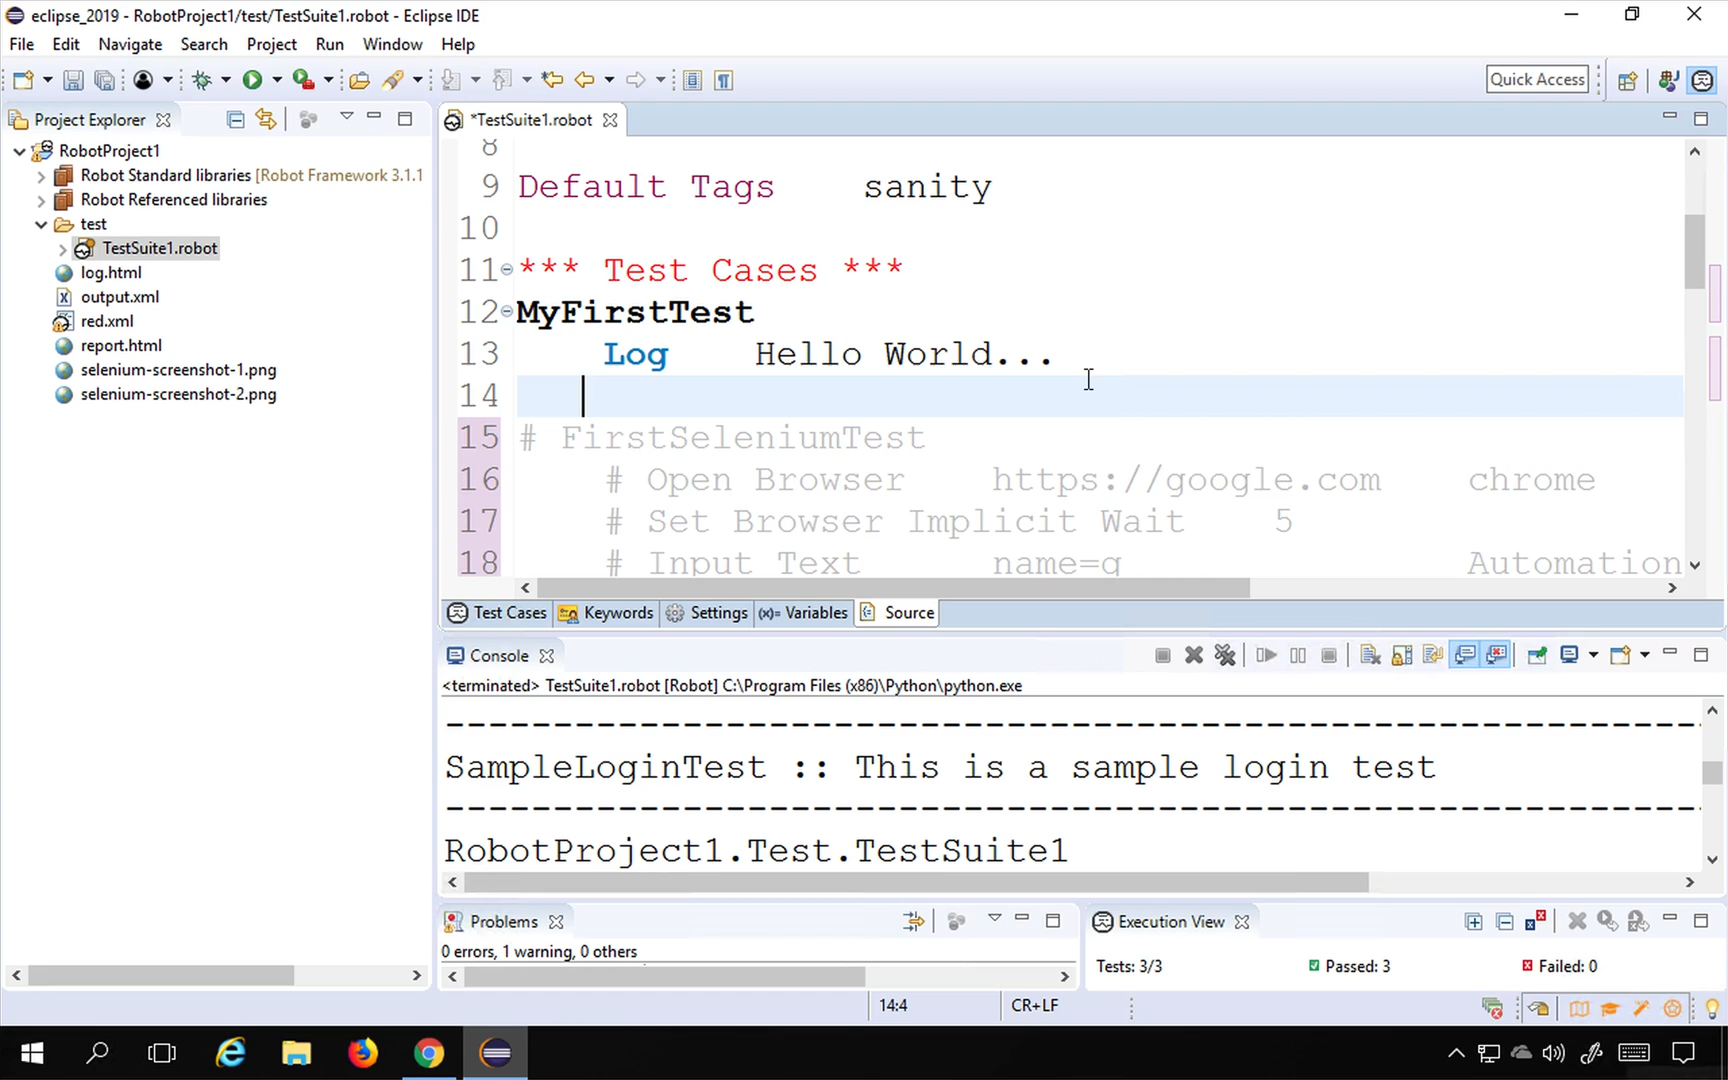 eclipse_2019 - RobotProject1/test/TestSuite1.robot - Eclipse IDE
File Edit Navigate Search Project Run Window Help
Quick Access
Project Explorer
RobotProject1
Robot Standard libraries [Robot Framework 3.1.1
Robot Referenced libraries
test
TestSuite1.robot
log.html
output.xml
red.xml
report.html
selenium-screenshot-1.png
selenium-screenshot-2.png
*TestSuite1.robot
8
9 Default Tags sanity
10
11 *** Test Cases ***
12 MyFirstTest
13 Log Hello World...
14
15 # FirstSeleniumTest
16 # Open Browser https://google.com chrome
17 # Set Browser Implicit Wait 5
18 # Input Text name=q Automation
Test Cases Keywords Settings (x)= Variables Source
Console
<terminated> TestSuite1.robot [Robot] C:\Program Files (x86)\Python\python.exe
------------------------------------------------------------
SampleLoginTest :: This is a sample login test
------------------------------------------------------------
RobotProject1.Test.TestSuite1
Problems
0 errors, 1 warning, 0 others
Execution View
Tests: 3/3 Passed: 3 Failed: 0
14:4 CR+LF